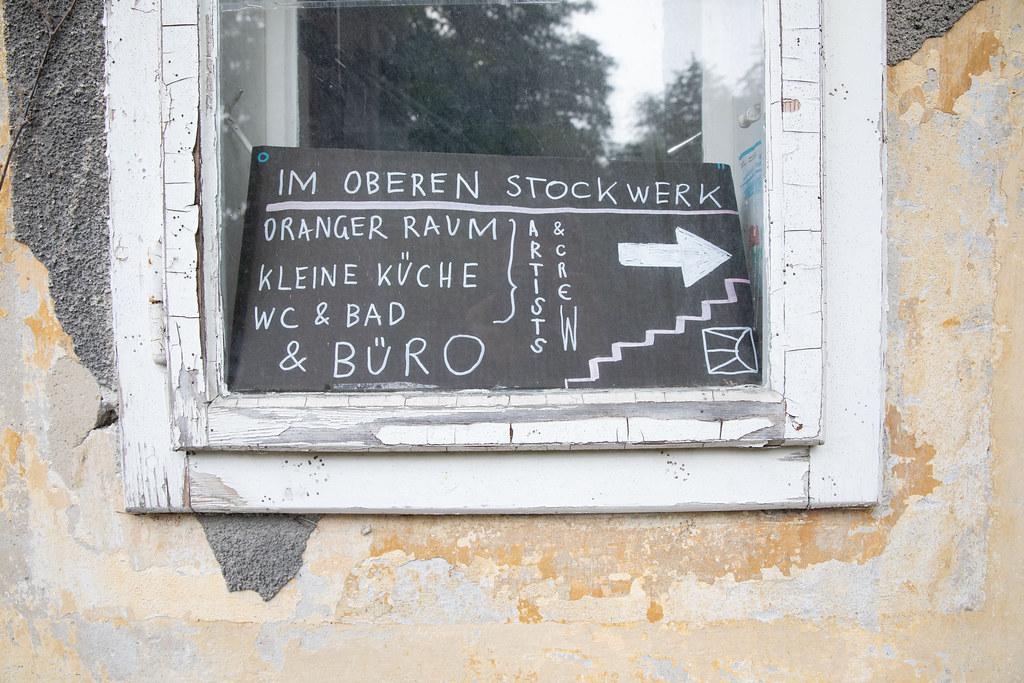 IM OBEREN STOCKWERK
ORANGER RAUM
KLEINE KÜCHE
WC & BAD
& BÜRO
ARTISTS
& CREW